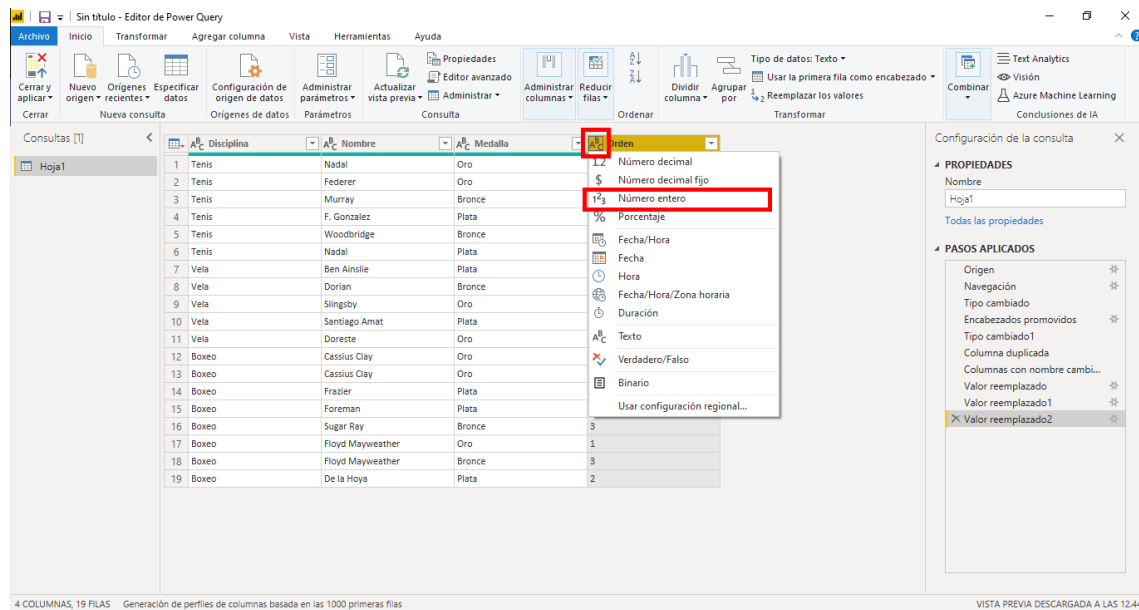 Sin título - Editor de Power Query
Archivo Inicio Transformar Agregar columna Vista Herramientas Ayuda
Cerrar y aplicar
Cerrar
Nuevo origen
Orígenes recientes
Especificar datos
Nueva consulta
Configuración de origen de datos
Orígenes de datos
Administrar parámetros
Parámetros
Actualizar vista previa
Propiedades
Editor avanzado
Administrar
Consulta
Administrar columnas
Reducir filas
Ordenar
Dividir columna
Agrupar por
Tipo de datos: Texto
Usar la primera fila como encabezado
Reemplazar los valores
Transformar
Combinar
Text Analytics
Visión
Azure Machine Learning
Conclusiones de IA
Consultas [1]
Hoja1
Disciplina Nombre Medalla Orden
1 Tenis Nadal Oro
2 Tenis Federer Oro
3 Tenis Murray Bronce
4 Tenis F. Gonzalez Plata
5 Tenis Woodbridge Bronce
6 Tenis Nadal Plata
7 Vela Ben Ainslie Plata
8 Vela Dorian Bronce
9 Vela Slingsby Oro
10 Vela Santiago Amat Plata
11 Vela Doreste Oro
12 Boxeo Cassius Clay Oro
13 Boxeo Cassius Clay Oro
14 Boxeo Frazier Plata
15 Boxeo Foreman Plata
16 Boxeo Sugar Ray Bronce 3
17 Boxeo Floyd Mayweather Oro 1
18 Boxeo Floyd Mayweather Bronce 3
19 Boxeo De la Hoya Plata 2
1.2 Número decimal
$ Número decimal fijo
123 Número entero
% Porcentaje
Fecha/Hora
Fecha
Hora
Fecha/Hora/Zona horaria
Duración
ABC Texto
Verdadero/Falso
Binario
Usar configuración regional...
Configuración de la consulta
PROPIEDADES
Nombre
Hoja1
Todas las propiedades
PASOS APLICADOS
Origen
Navegación
Tipo cambiado
Encabezados promovidos
Tipo cambiado1
Columna duplicada
Columnas con nombre cambi...
Valor reemplazado
Valor reemplazado1
Valor reemplazado2
4 COLUMNAS, 19 FILAS Generación de perfiles de columnas basada en las 1000 primeras filas
VISTA PREVIA DESCARGADA A LAS 12:44